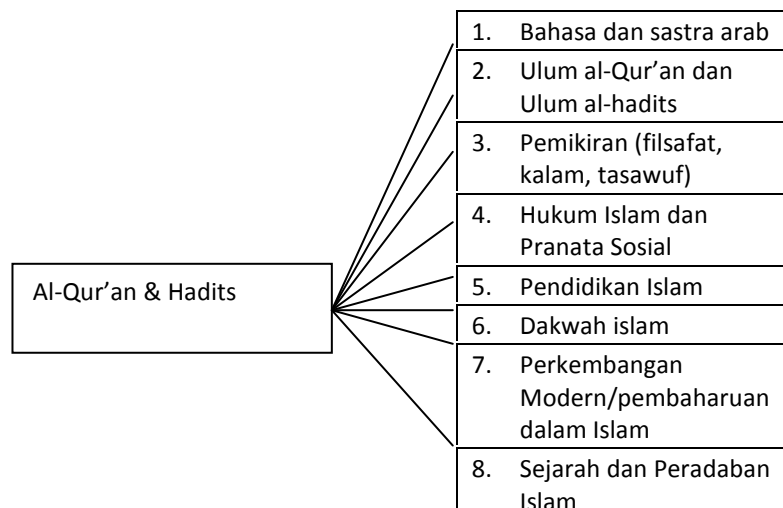 Al-Qur’an & Hadits
1. Bahasa dan sastra arab
2. Ulum al-Qur’an dan
Ulum al-hadits
3. Pemikiran (filsafat,
kalam, tasawuf)
4. Hukum Islam dan
Pranata Sosial
5. Pendidikan Islam
6. Dakwah islam
7. Perkembangan
Modern/pembaharuan
dalam Islam
8. Sejarah dan Peradaban
Islam